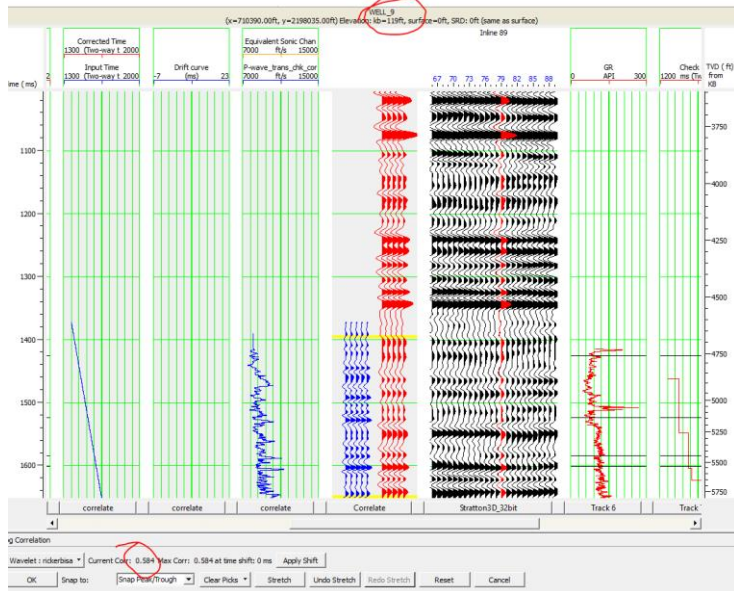 WELL_9
(x=710390.00ft, y=2198035.00ft) Elevation: kb=119ft, surface=0ft, SRD: 0ft (same as surface)
Corrected Time
1300 (Two-way t 2000
Input Time
1300 (Two-way t 2000
Drift curve
-7 (ms) 23
Equivalent Sonic Chan
7000 ft/s 15000
P-wave_trans_chk_cor
7000 ft/s 15000
Inline 89
67 70 73 76 79 82 85 88
GR
0 API 300
Check
1200 ms (Tw
TVD ( ft)
from
KB
ime ( ms)
2
1100
1200
1300
1400
1500
1600
3750
4000
4250
4500
4750
5000
5250
5500
5750
correlate
correlate
correlate
Correlate
Stratton3D_32bit
Track 6
Track
og Correlation
Wavelet : rickerbisa
Current Corr: 0.584 Max Corr: 0.584 at time shift: 0 ms
Apply Shift
OK
Snap to:
Snap Peak/Trough
Clear Picks
Stretch
Undo Stretch
Redo Stretch
Reset
Cancel